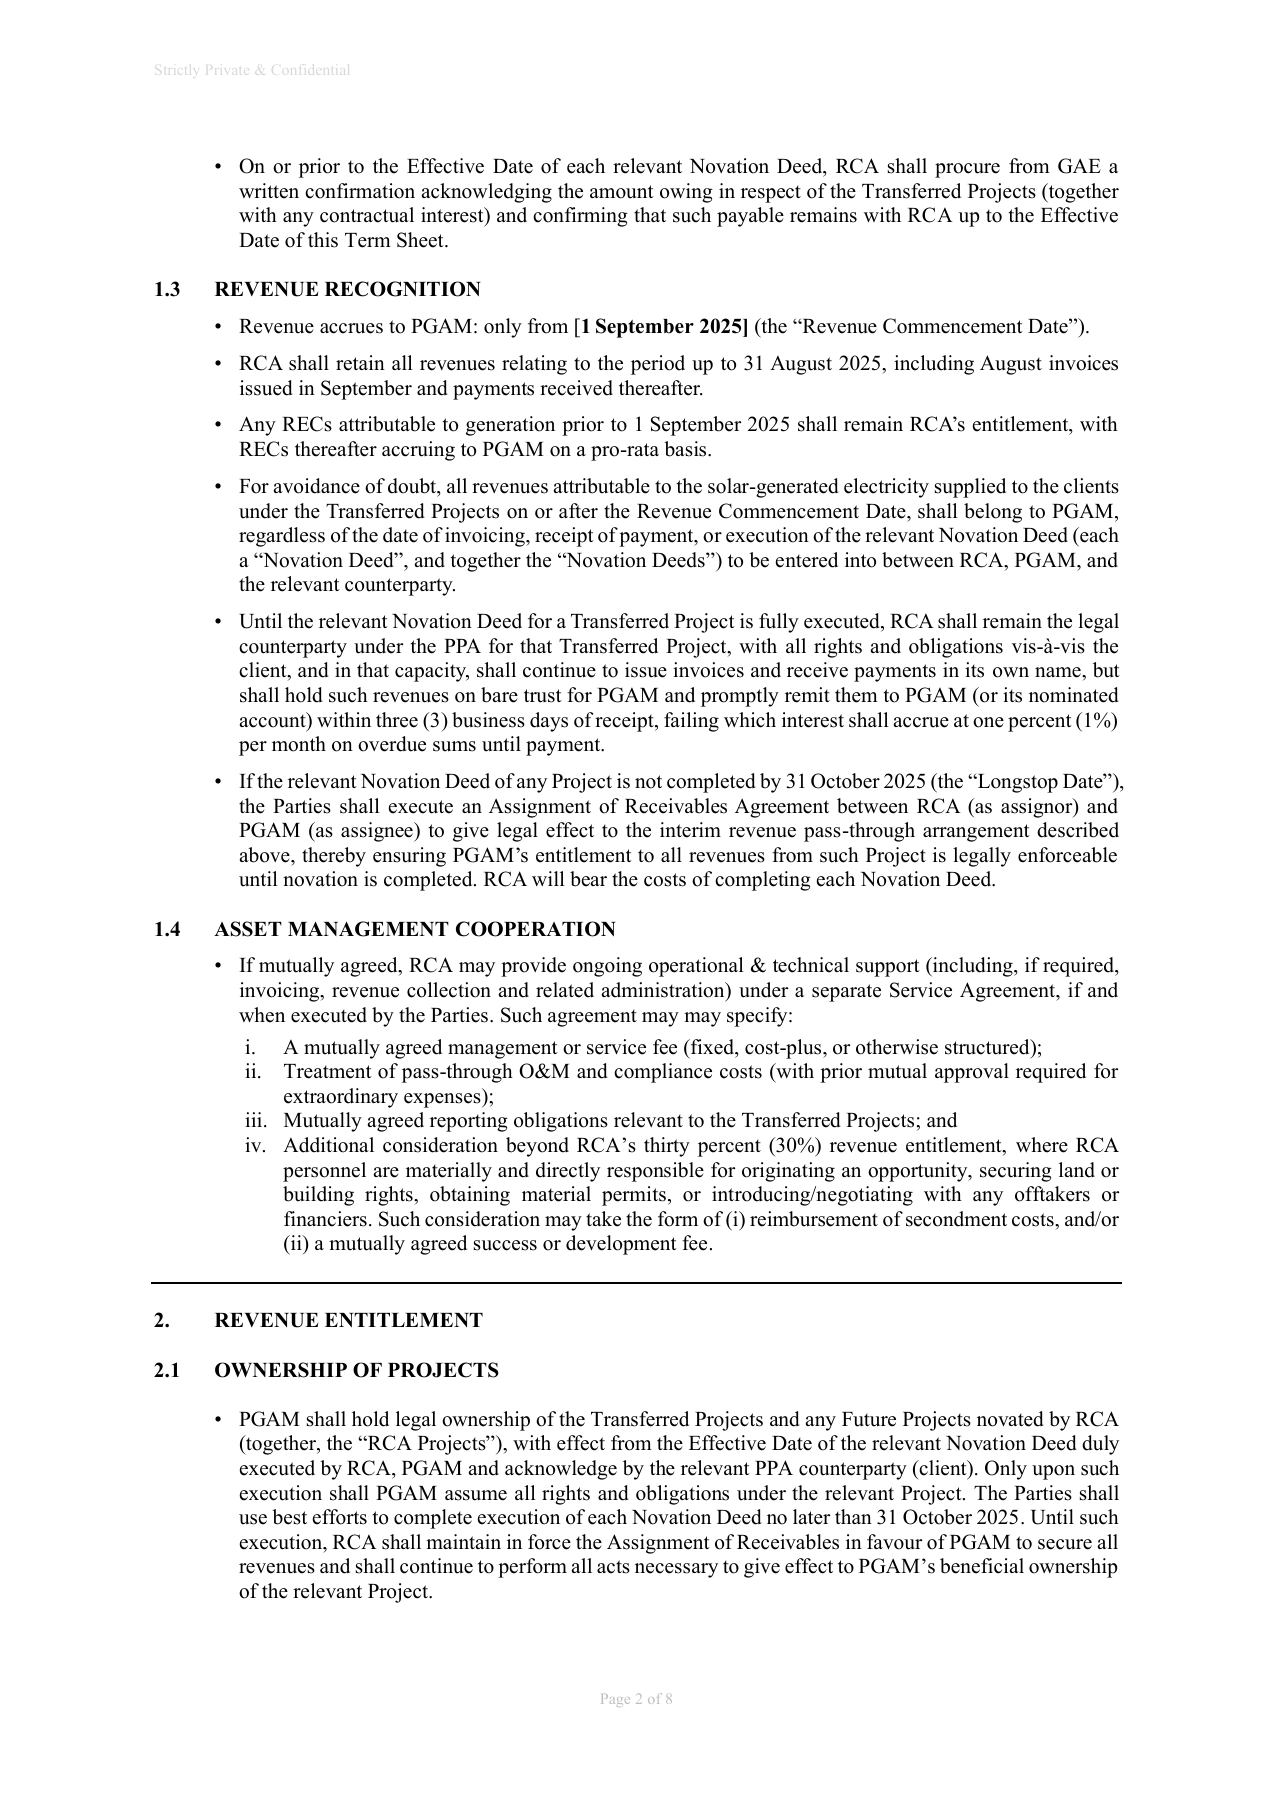 Strictly Private & Confidential
• On or prior to the Effective Date of each relevant Novation Deed, RCA shall procure from GAE a
written confirmation acknowledging the amount owing in respect of the Transferred Projects (together
with any contractual interest) and confirming that such payable remains with RCA up to the Effective
Date of this Term Sheet.
1.3 REVENUE RECOGNITION
• Revenue accrues to PGAM: only from [1 September 2025] (the “Revenue Commencement Date”).
• RCA shall retain all revenues relating to the period up to 31 August 2025, including August invoices
issued in September and payments received thereafter.
• Any RECs attributable to generation prior to 1 September 2025 shall remain RCA’s entitlement, with
RECs thereafter accruing to PGAM on a pro-rata basis.
• For avoidance of doubt, all revenues attributable to the solar-generated electricity supplied to the clients
under the Transferred Projects on or after the Revenue Commencement Date, shall belong to PGAM,
regardless of the date of invoicing, receipt of payment, or execution of the relevant Novation Deed (each
a “Novation Deed”, and together the “Novation Deeds”) to be entered into between RCA, PGAM, and
the relevant counterparty.
• Until the relevant Novation Deed for a Transferred Project is fully executed, RCA shall remain the legal
counterparty under the PPA for that Transferred Project, with all rights and obligations vis-à-vis the
client, and in that capacity, shall continue to issue invoices and receive payments in its own name, but
shall hold such revenues on bare trust for PGAM and promptly remit them to PGAM (or its nominated
account) within three (3) business days of receipt, failing which interest shall accrue at one percent (1%)
per month on overdue sums until payment.
• If the relevant Novation Deed of any Project is not completed by 31 October 2025 (the “Longstop Date”),
the Parties shall execute an Assignment of Receivables Agreement between RCA (as assignor) and
PGAM (as assignee) to give legal effect to the interim revenue pass-through arrangement described
above, thereby ensuring PGAM’s entitlement to all revenues from such Project is legally enforceable
until novation is completed. RCA will bear the costs of completing each Novation Deed.
1.4 ASSET MANAGEMENT COOPERATION
• If mutually agreed, RCA may provide ongoing operational & technical support (including, if required,
invoicing, revenue collection and related administration) under a separate Service Agreement, if and
when executed by the Parties. Such agreement may may specify:
i. A mutually agreed management or service fee (fixed, cost-plus, or otherwise structured);
ii. Treatment of pass-through O&M and compliance costs (with prior mutual approval required for
extraordinary expenses);
iii. Mutually agreed reporting obligations relevant to the Transferred Projects; and
iv. Additional consideration beyond RCA’s thirty percent (30%) revenue entitlement, where RCA
personnel are materially and directly responsible for originating an opportunity, securing land or
building rights, obtaining material permits, or introducing/negotiating with any offtakers or
financiers. Such consideration may take the form of (i) reimbursement of secondment costs, and/or
(ii) a mutually agreed success or development fee.
2. REVENUE ENTITLEMENT
2.1 OWNERSHIP OF PROJECTS
• PGAM shall hold legal ownership of the Transferred Projects and any Future Projects novated by RCA
(together, the “RCA Projects”), with effect from the Effective Date of the relevant Novation Deed duly
executed by RCA, PGAM and acknowledge by the relevant PPA counterparty (client). Only upon such
execution shall PGAM assume all rights and obligations under the relevant Project. The Parties shall
use best efforts to complete execution of each Novation Deed no later than 31 October 2025. Until such
execution, RCA shall maintain in force the Assignment of Receivables in favour of PGAM to secure all
revenues and shall continue to perform all acts necessary to give effect to PGAM’s beneficial ownership
of the relevant Project.
Page 2 of 8